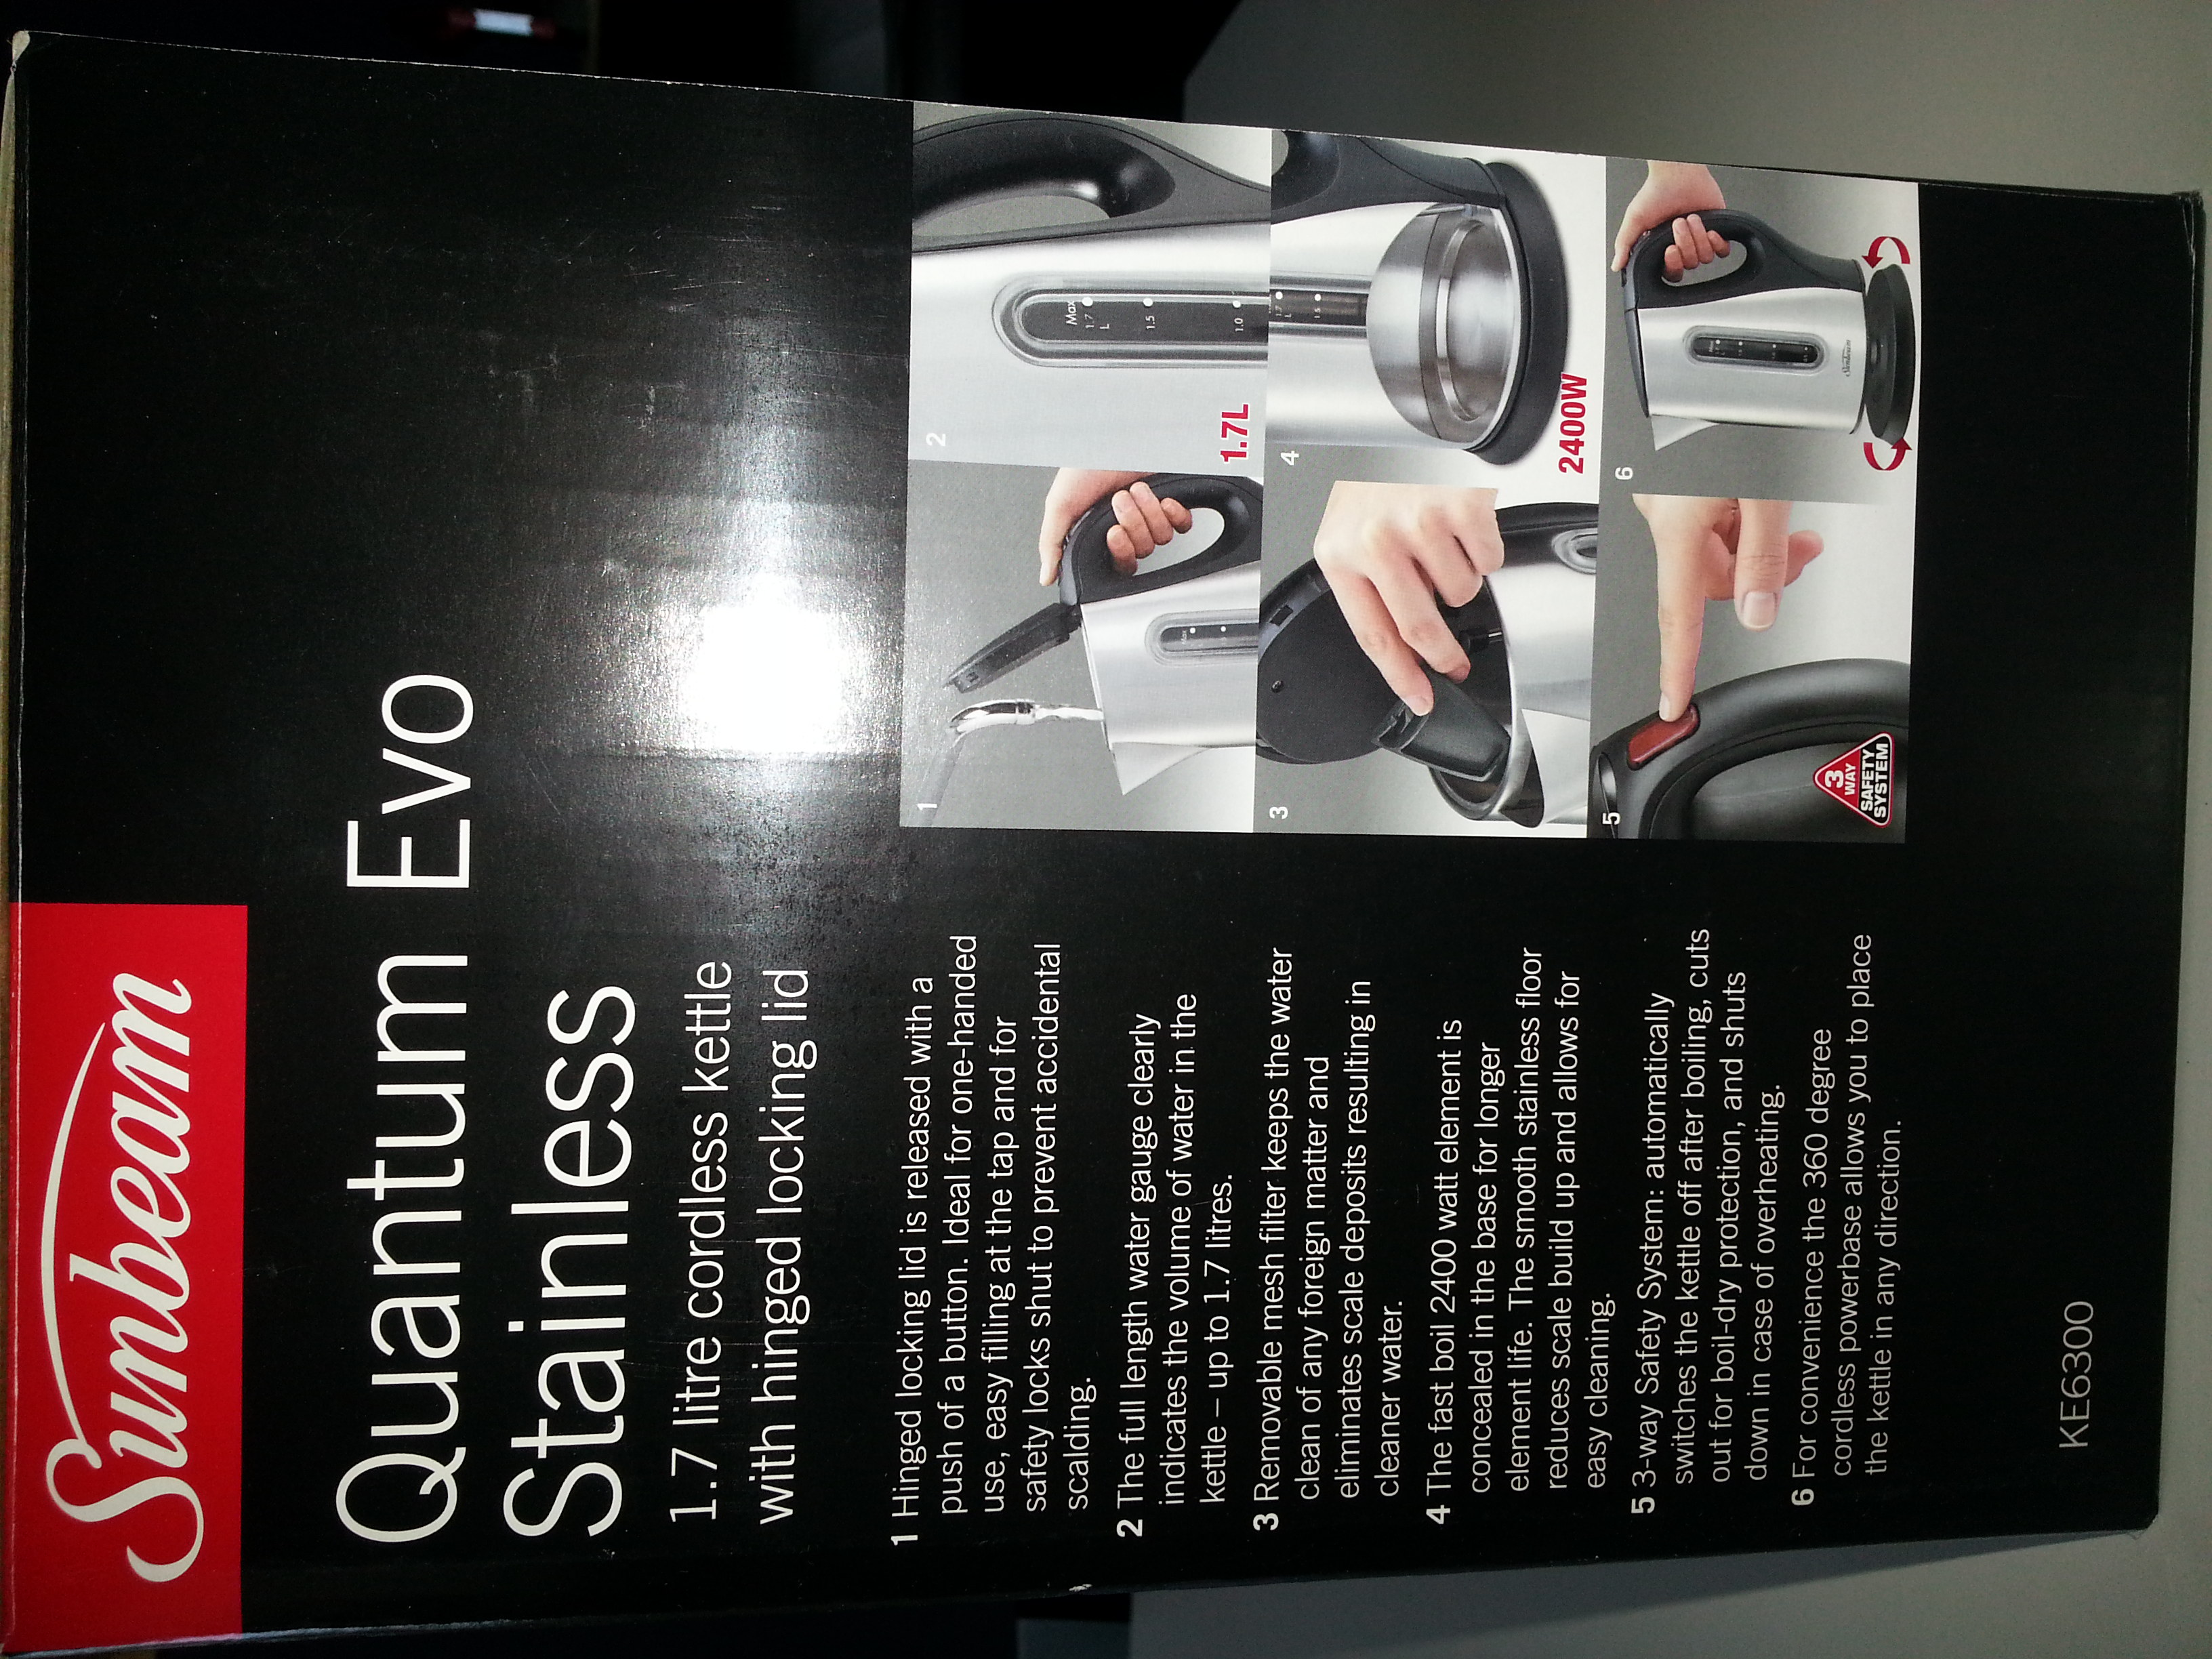 Sunbeam
Quantum Evo
Stainless
1.7 litre cordless kettle
with hinged locking lid
1 Hinged locking lid is released with a
push of a button. Ideal for one-handed
use, easy filling at the tap and for
safety locks shut to prevent accidental
scalding.
2 The full length water gauge clearly
indicates the volume of water in the
kettle – up to 1.7 litres.
3 Removable mesh filter keeps the water
clean of any foreign matter and
eliminates scale deposits resulting in
cleaner water.
4 The fast boil 2400 watt element is
concealed in the base for longer
element life. The smooth stainless floor
reduces scale build up and allows for
easy cleaning.
5 3-way Safety System: automatically
switches the kettle off after boiling, cuts
out for boil-dry protection, and shuts
down in case of overheating.
6 For convenience the 360 degree
cordless powerbase allows you to place
the kettle in any direction.
KE6300
1
Max
2
Max
1.7
L
1.5
1.0
1.7L
3
4
1.7
L
1.5
2400W
5
3
WAY
SAFETY
SYSTEM
6
Sunbeam